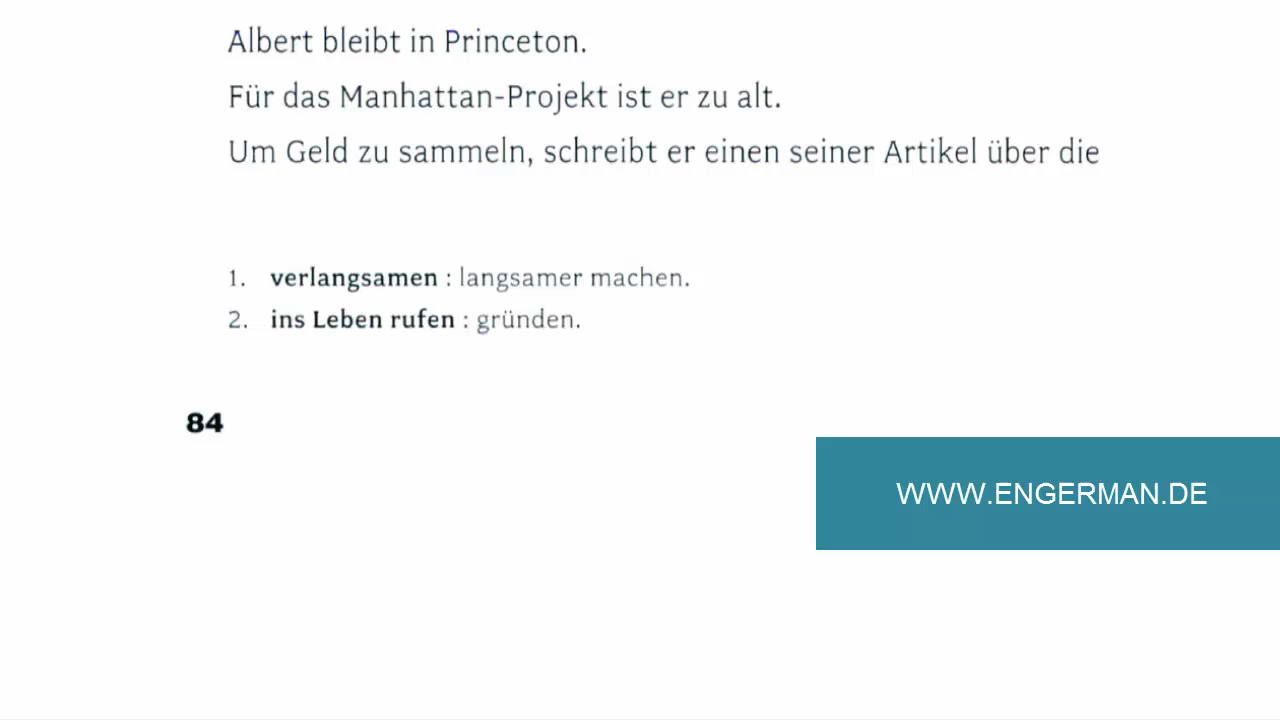 Albert bleibt in Princeton.
Für das Manhattan-Projekt ist er zu alt.
Um Geld zu sammeln, schreibt er einen seiner Artikel über die
1. verlangsamen : langsamer machen.
2. ins Leben rufen : gründen.
84
WWW.ENGERMAN.DE